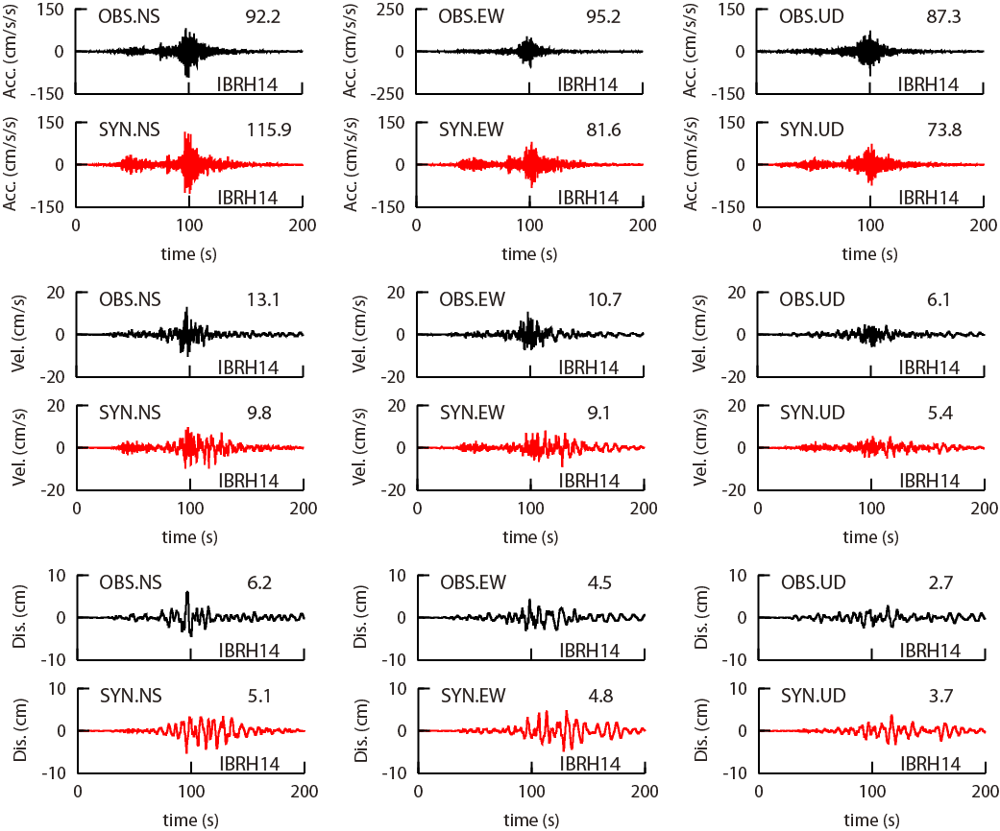 150 OBS.NS 92.2
Acc. (cm/s/s)
0
-150 IBRH14
250 OBS.EW 95.2
Acc. (cm/s/s)
0
-250 IBRH14
150 OBS.UD 87.3
Acc. (cm/s/s)
0
-150 IBRH14
150 SYN.NS 115.9
Acc. (cm/s/s)
0
-150 IBRH14
0 100 200
time (s)
150 SYN.EW 81.6
Acc. (cm/s/s)
0
-150 IBRH14
0 100 200
time (s)
150 SYN.UD 73.8
Acc. (cm/s/s)
0
-150 IBRH14
0 100 200
time (s)
20 OBS.NS 13.1
Vel. (cm/s)
0
-20 IBRH14
20 OBS.EW 10.7
Vel. (cm/s)
0
-20 IBRH14
20 OBS.UD 6.1
Vel. (cm/s)
0
-20 IBRH14
20 SYN.NS 9.8
Vel. (cm/s)
0
-20 IBRH14
0 100 200
time (s)
20 SYN.EW 9.1
Vel. (cm/s)
0
-20 IBRH14
0 100 200
time (s)
20 SYN.UD 5.4
Vel. (cm/s)
0
-20 IBRH14
0 100 200
time (s)
10 OBS.NS 6.2
Dis. (cm)
0
-10 IBRH14
10 OBS.EW 4.5
Dis. (cm)
0
-10 IBRH14
10 OBS.UD 2.7
Dis. (cm)
0
-10 IBRH14
10 SYN.NS 5.1
Dis. (cm)
0
-10 IBRH14
0 100 200
time (s)
10 SYN.EW 4.8
Dis. (cm)
0
-10 IBRH14
0 100 200
time (s)
10 SYN.UD 3.7
Dis. (cm)
0
-10 IBRH14
0 100 200
time (s)